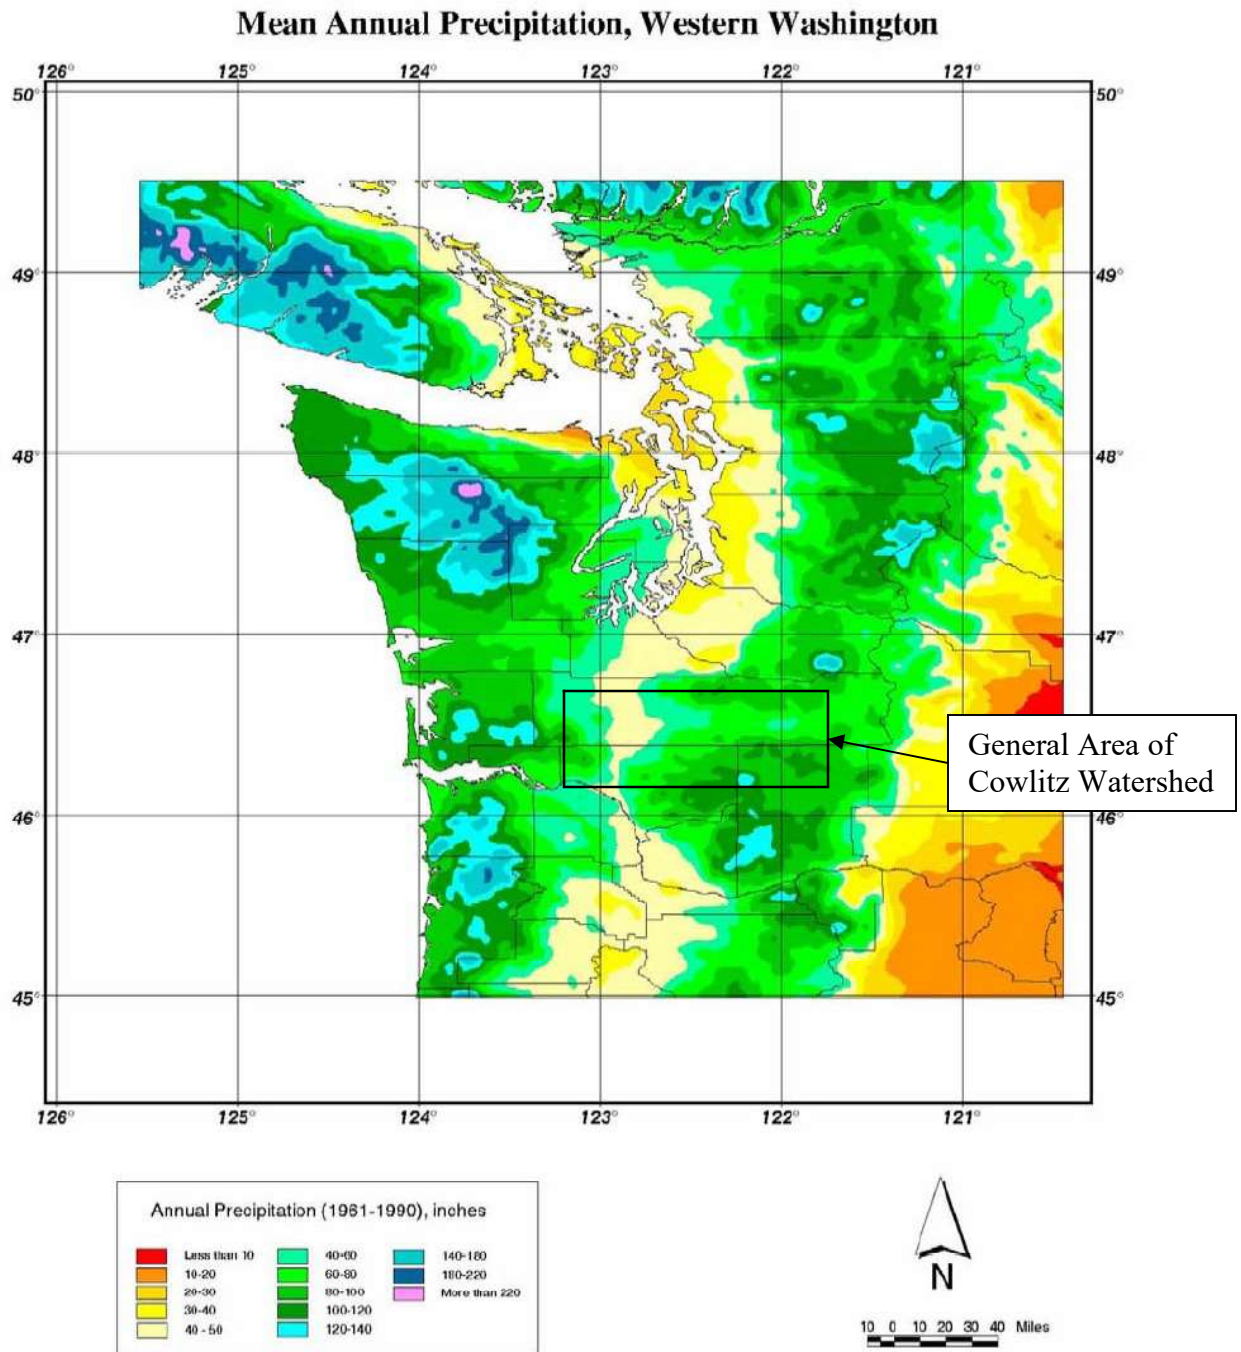 Mean Annual Precipitation, Western Washington
126° 125° 124° 123° 122° 121°
50° 50°
49° 49°
48° 48°
47° 47°
General Area of
Cowlitz Watershed
46° 46°
45° 45°
126° 125° 124° 123° 122° 121°
Annual Precipitation (1961-1990), inches
Less than 10
10-20
20-30
30-40
40 - 50
40-60
60-80
80-100
100-120
120-140
140-180
180-220
More than 220
N
10 0 10 20 30 40 Miles